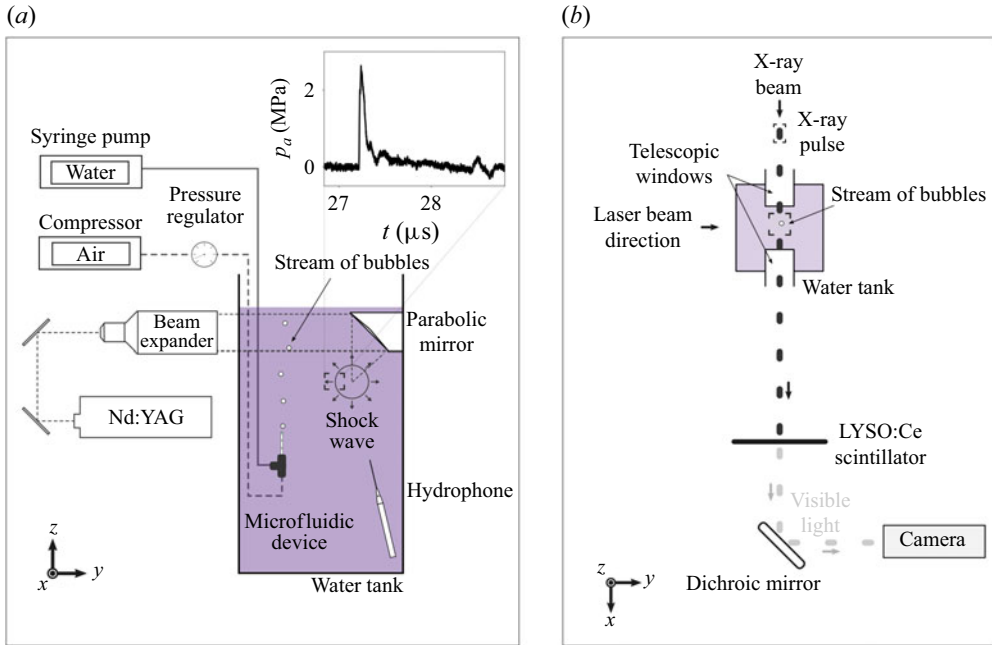 (a)
2
0
p_a (MPa)
27
28
t (μs)
Syringe pump
Water
Pressure
regulator
Compressor
Air
Stream of bubbles
Beam
expander
Parabolic
mirror
Nd:YAG
Shock
wave
Hydrophone
Microfluidic
device
Water tank
z
y
x
(b)
X-ray
beam
X-ray
pulse
Telescopic
windows
Stream of bubbles
Laser beam
direction
Water tank
LYSO:Ce
scintillator
Visible
light
Camera
Dichroic mirror
z
y
x